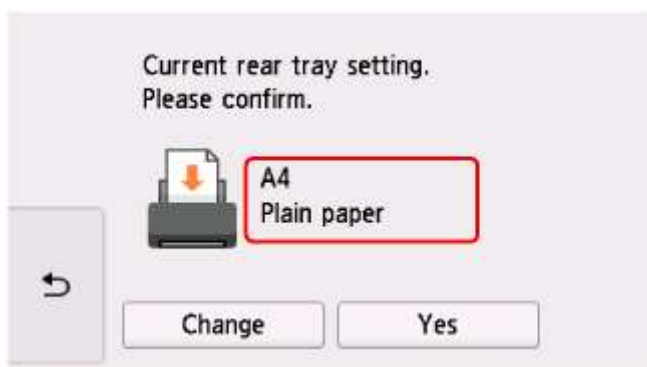 Current rear tray setting.
Please confirm.
A4
Plain paper
Change
Yes